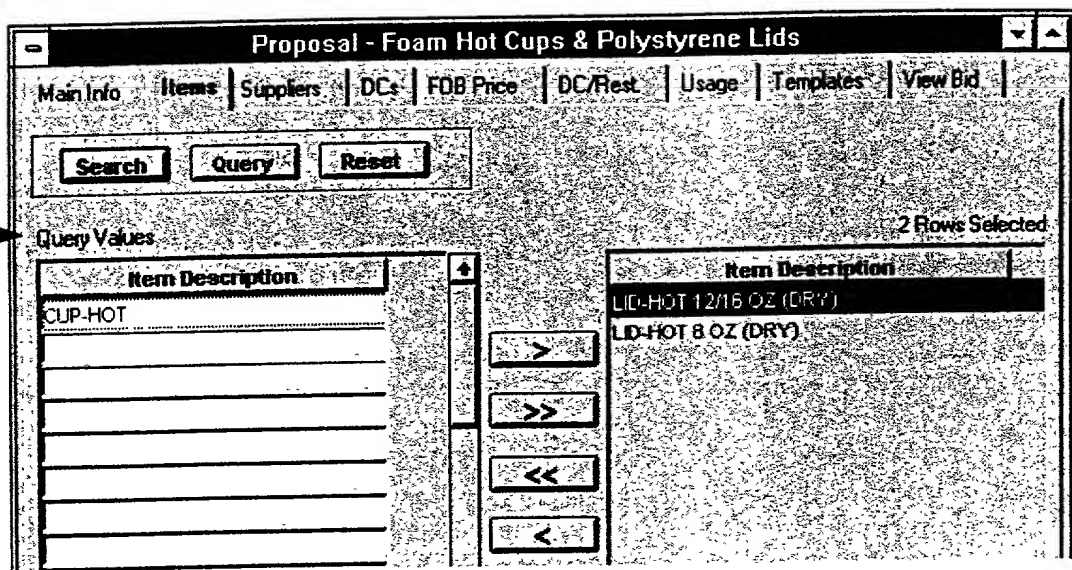 Proposal - Foam Hot Cups & Polystyrene Lids
Main Info Items Suppliers DCs FOB Price DC/Rest. Usage Templates View Bid
Search Query Reset
Query Values
2 Rows Selected
Item Description
Item Description
CUP-HOT
LID-HOT 12/16 OZ (DRY)
LID-HOT 8 OZ (DRY)
>
>>
<<
<